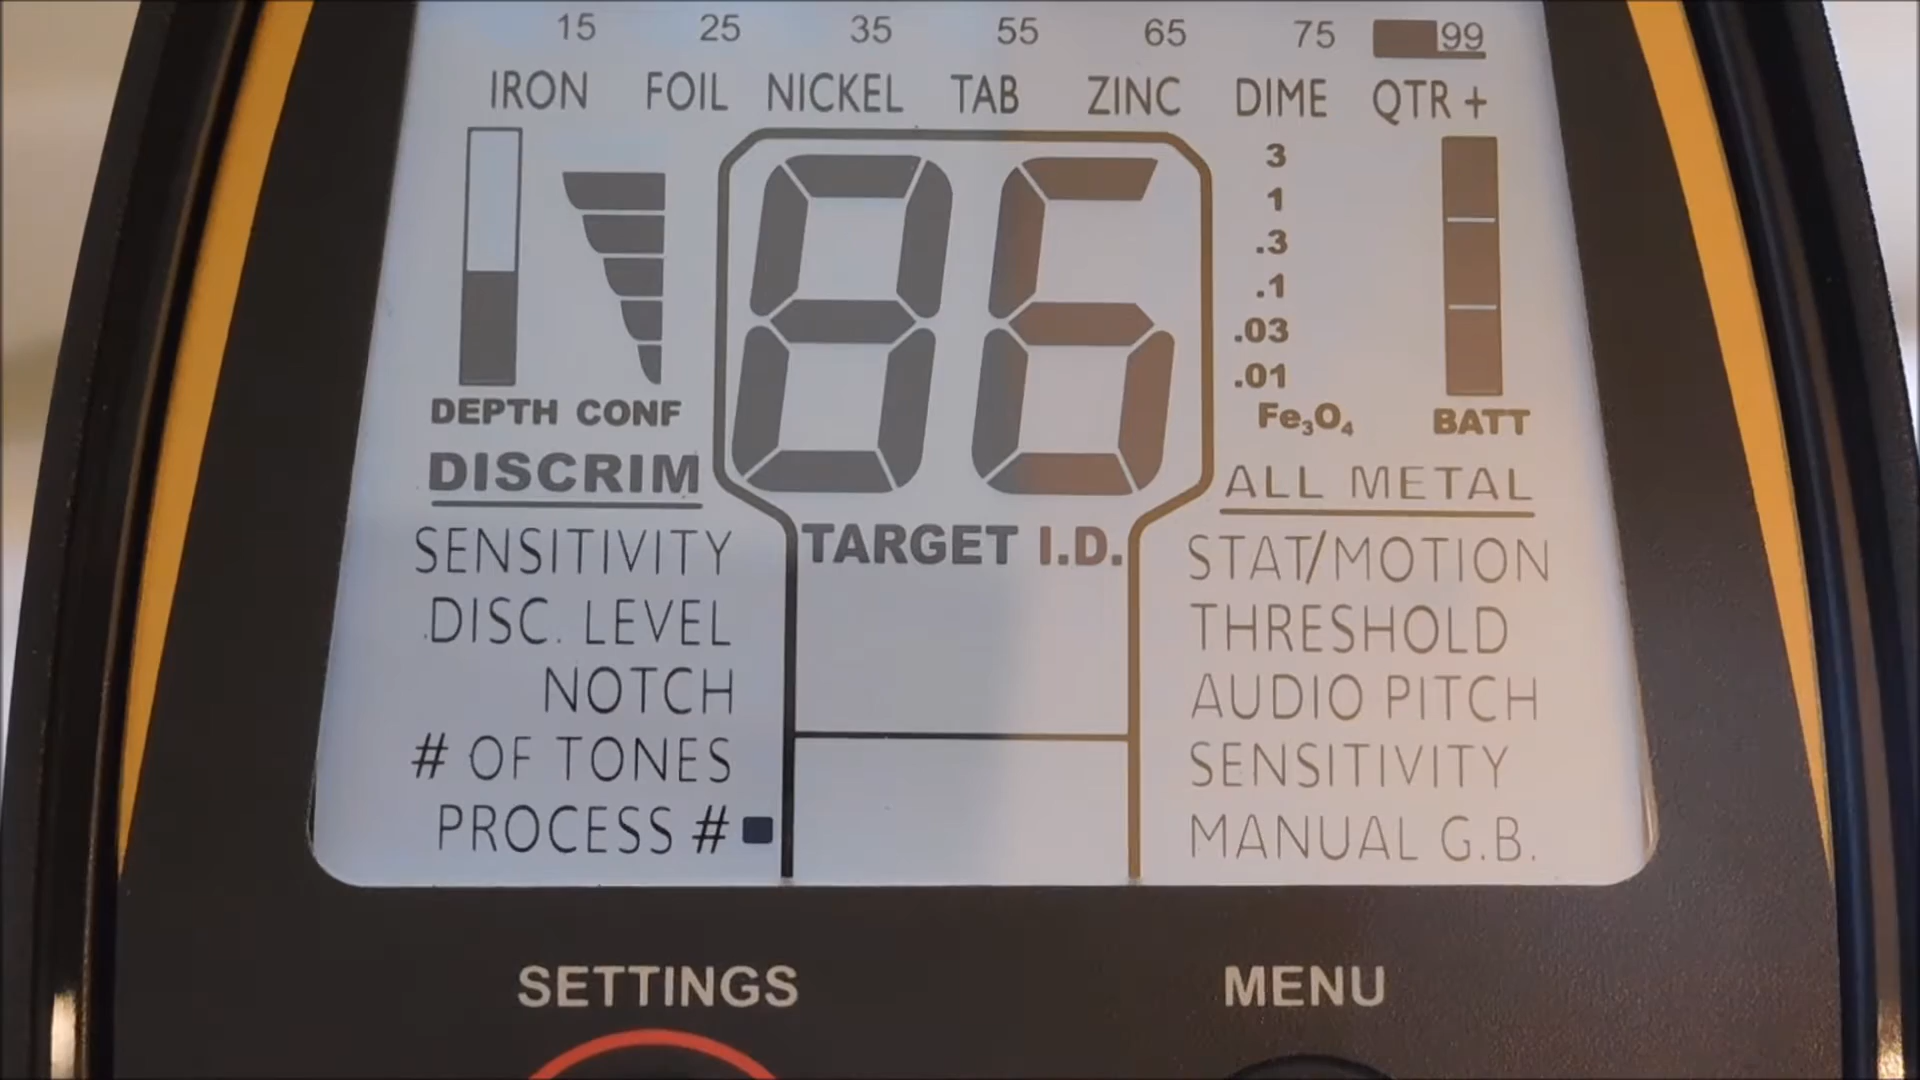 15 25 35 55 65 75 99
IRON FOIL NICKEL TAB ZINC DIME QTR +
86
3
1
.3
.1
.03
.01
DEPTH CONF
Fe₃O₄
BATT
DISCRIM
ALL METAL
TARGET I.D.
SENSITIVITY
DISC. LEVEL
NOTCH
# OF TONES
PROCESS #
STAT/MOTION
THRESHOLD
AUDIO PITCH
SENSITIVITY
MANUAL G.B.
SETTINGS
MENU